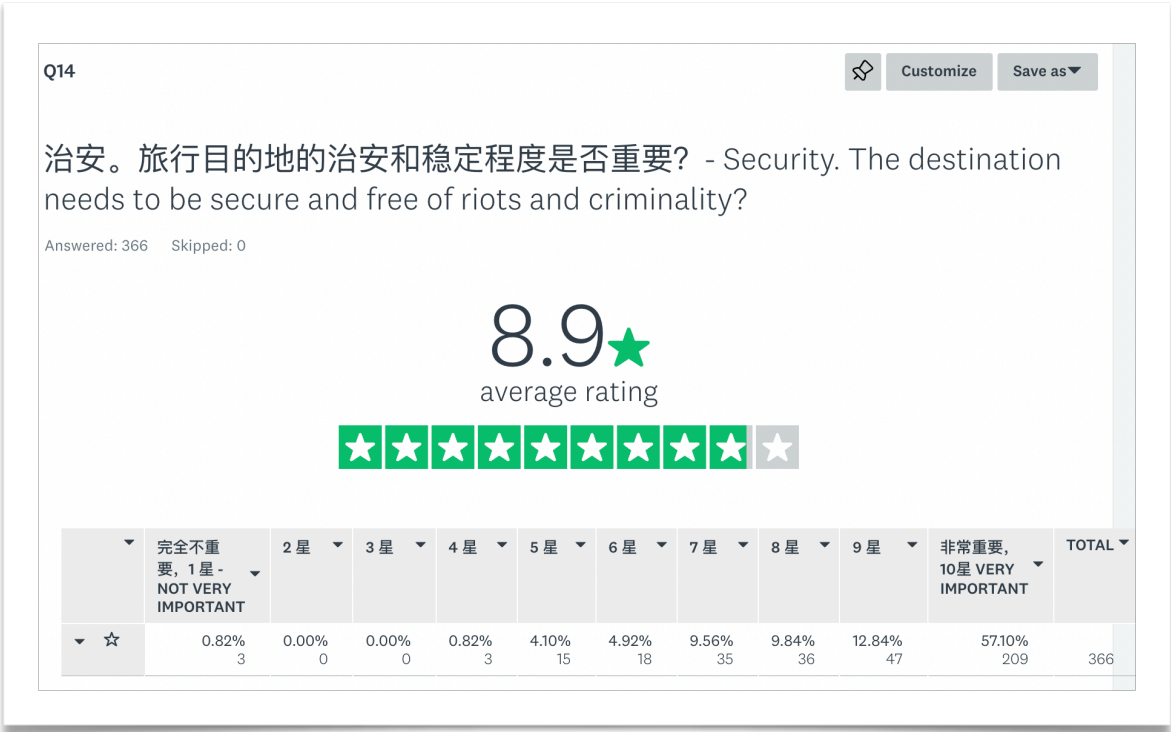 Q14
Customize
Save as
治安。旅行目的地的治安和稳定程度是否重要？ - Security. The destination
needs to be secure and free of riots and criminality?
Answered: 366 Skipped: 0
8.9
average rating
完全不重
要，1 星 -
NOT VERY
IMPORTANT
2 星
3 星
4 星
5 星
6 星
7 星
8 星
9 星
非常重要，
10星 VERY
IMPORTANT
TOTAL
0.82% 0.00% 0.00% 0.82% 4.10% 4.92% 9.56% 9.84% 12.84% 57.10%
3 0 0 3 15 18 35 36 47 209 366